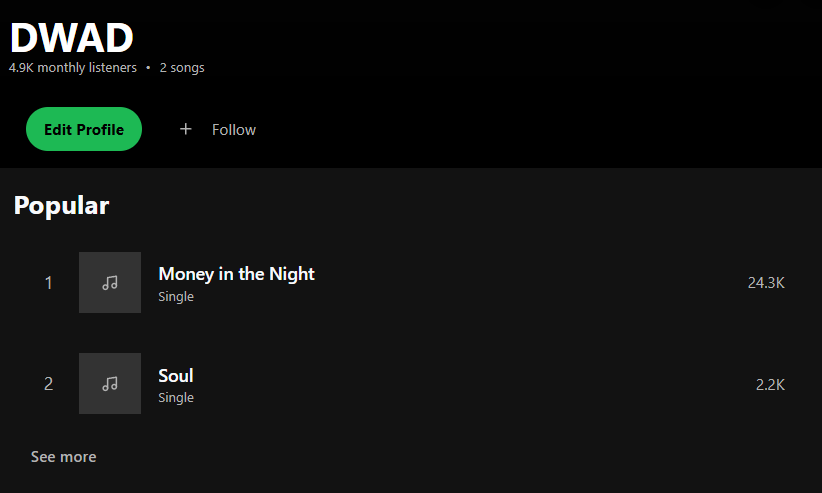 DWAD
4.9K monthly listeners • 2 songs
Edit Profile + Follow
Popular
1 Money in the Night 24.3K
Single
2 Soul 2.2K
Single
See more